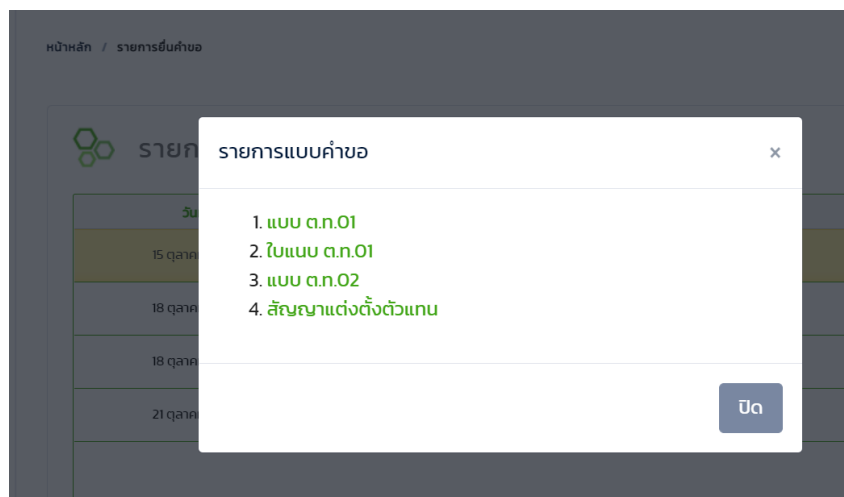 หน้าหลัก / รายการยื่นคำขอ
รายก
รายการแบบคำขอ
×
วัน
1. แบบ ต.ท.01
15 ตุลาค
2. ใบแนบ ต.ท.01
3. แบบ ต.ท.02
18 ตุลาค
4. สัญญาแต่งตั้งตัวแทน
18 ตุลาค
21 ตุลาค
ปิด